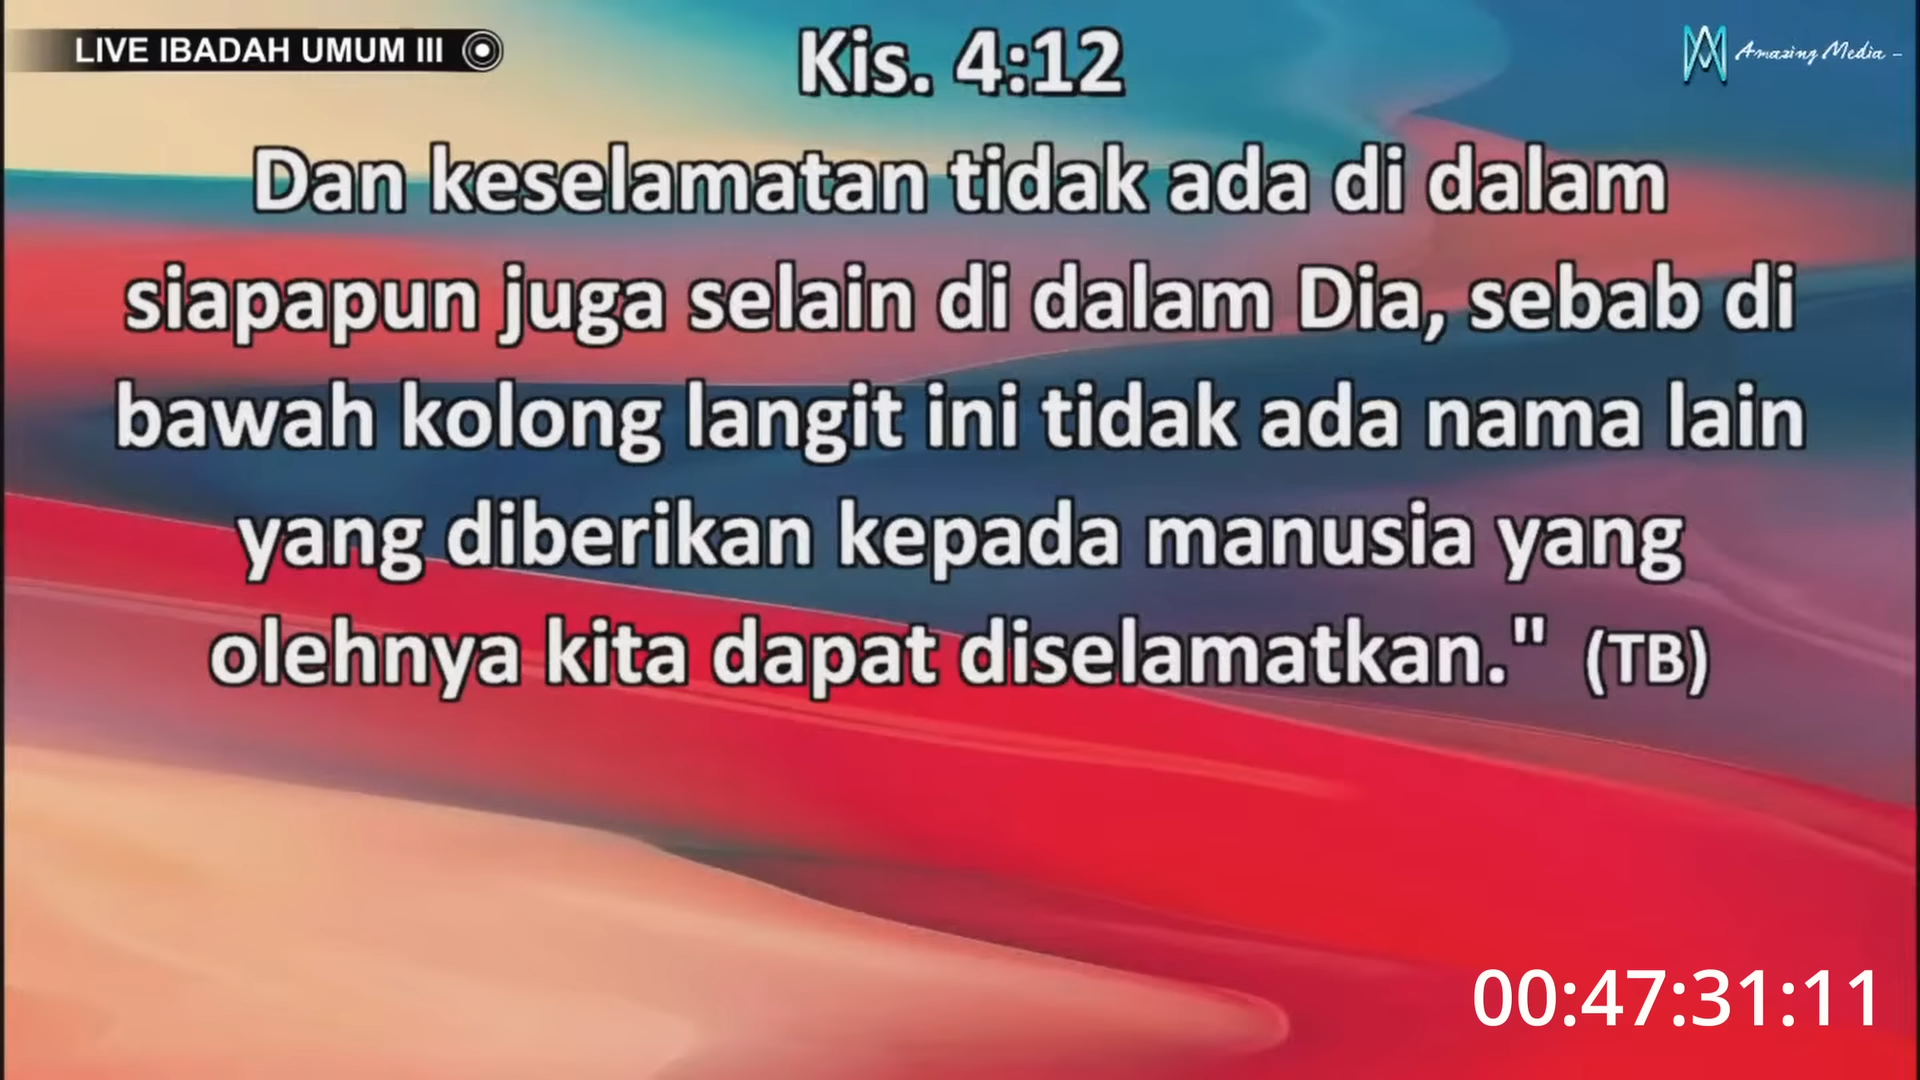 LIVE IBADAH UMUM III
Kis. 4:12
Amazing Media -
Dan keselamatan tidak ada di dalam
siapapun juga selain di dalam Dia, sebab di
bawah kolong langit ini tidak ada nama lain
yang diberikan kepada manusia yang
olehnya kita dapat diselamatkan." (TB)
00:47:31:11